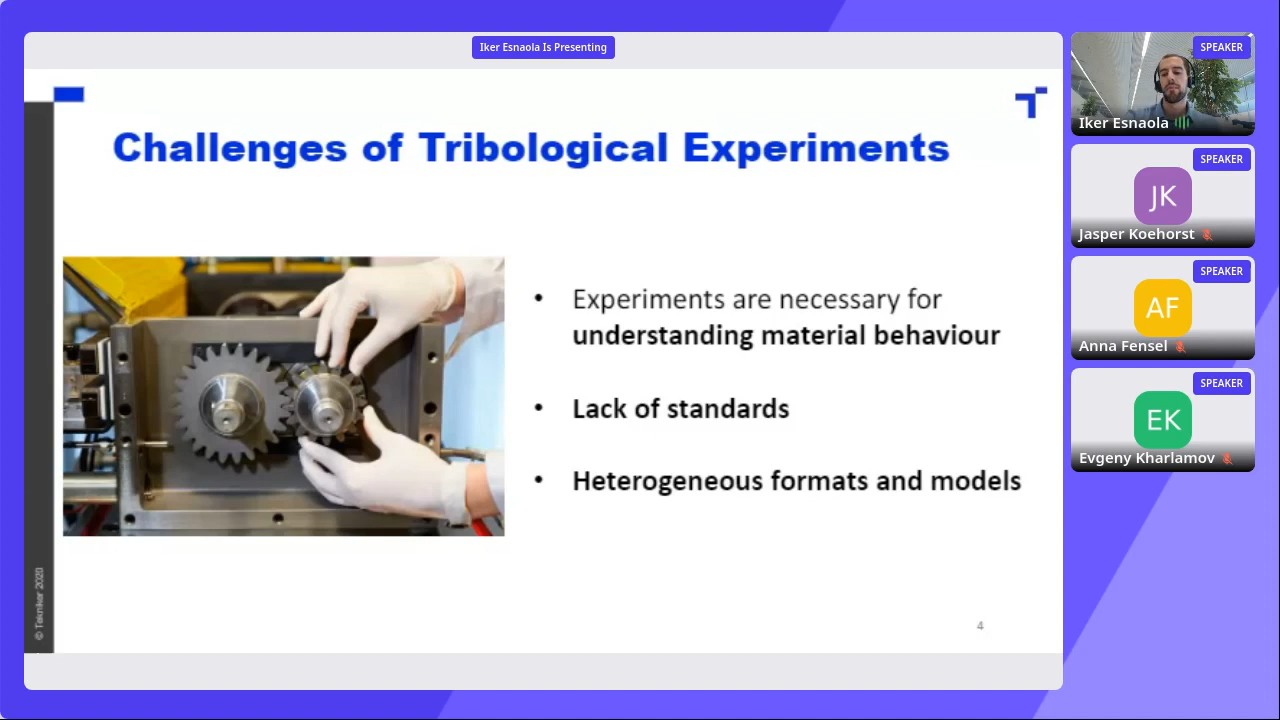 Iker Esnaola Is Presenting
Challenges of Tribological Experiments
• Experiments are necessary for
understanding material behaviour
• Lack of standards
• Heterogeneous formats and models
© Tekniker 2020
4
SPEAKER
Iker Esnaola
SPEAKER
JK
Jasper Koehorst
SPEAKER
AF
Anna Fensel
SPEAKER
EK
Evgeny Kharlamov